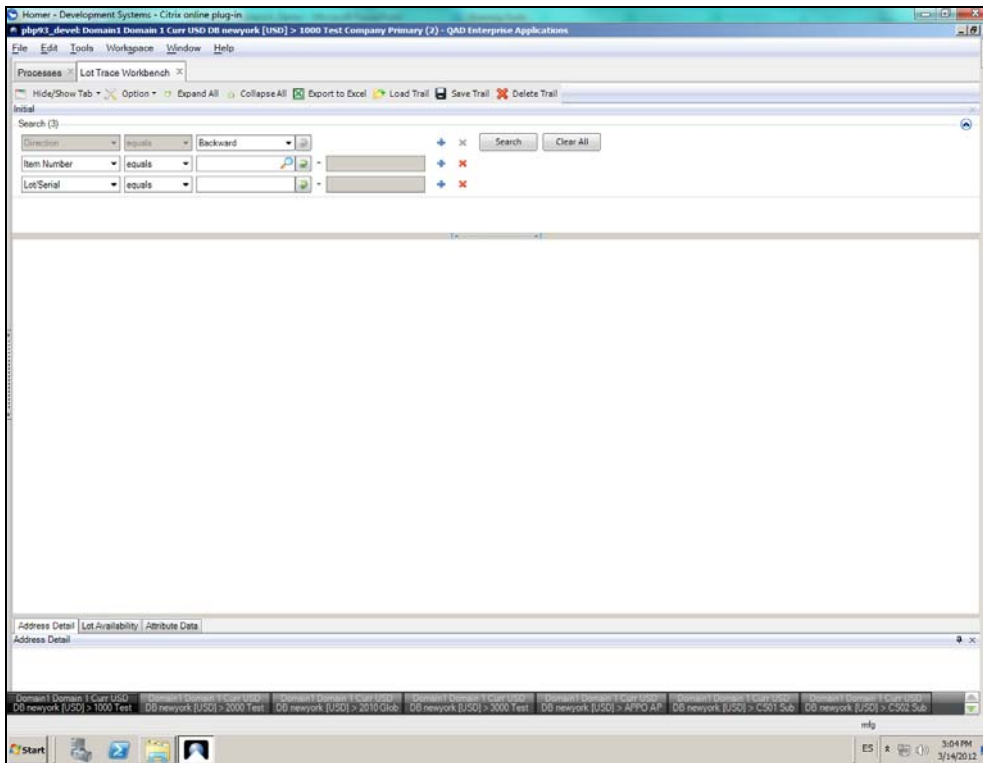 Homer - Development Systems - Citrix online plug-in
pbp93_devel: Domain1 Domain 1 Curr USD DB newyork [USD] > 1000 Test Company Primary (2) - QAD Enterprise Applications
File Edit Tools Workspace Window Help
Processes Lot Trace Workbench
Hide/Show Tab Option Expand All Collapse All Export to Excel Load Trail Save Trail Delete Trail
Initial
Search (3)
Direction equals Backward Search Clear All
Item Number equals -
Lot/Serial equals -
Address Detail Lot Availability Attribute Data
Address Detail
Domain1 Domain 1 Curr USD Domain1 Domain 1 Curr USD Domain1 Domain 1 Curr USD Domain1 Domain 1 Curr USD Domain1 Domain 1 Curr USD Domain1 Domain 1 Curr USD Domain1 Domain 1 Curr USD
DB newyork [USD] > 1000 Test DB newyork [USD] > 2000 Test DB newyork [USD] > 2010 Glob DB newyork [USD] > 3000 Test DB newyork [USD] > APPO AP DB newyork [USD] > CS01 Sub DB newyork [USD] > CS02 Sub
mfg
Start ES 3:04 PM
3/14/2012